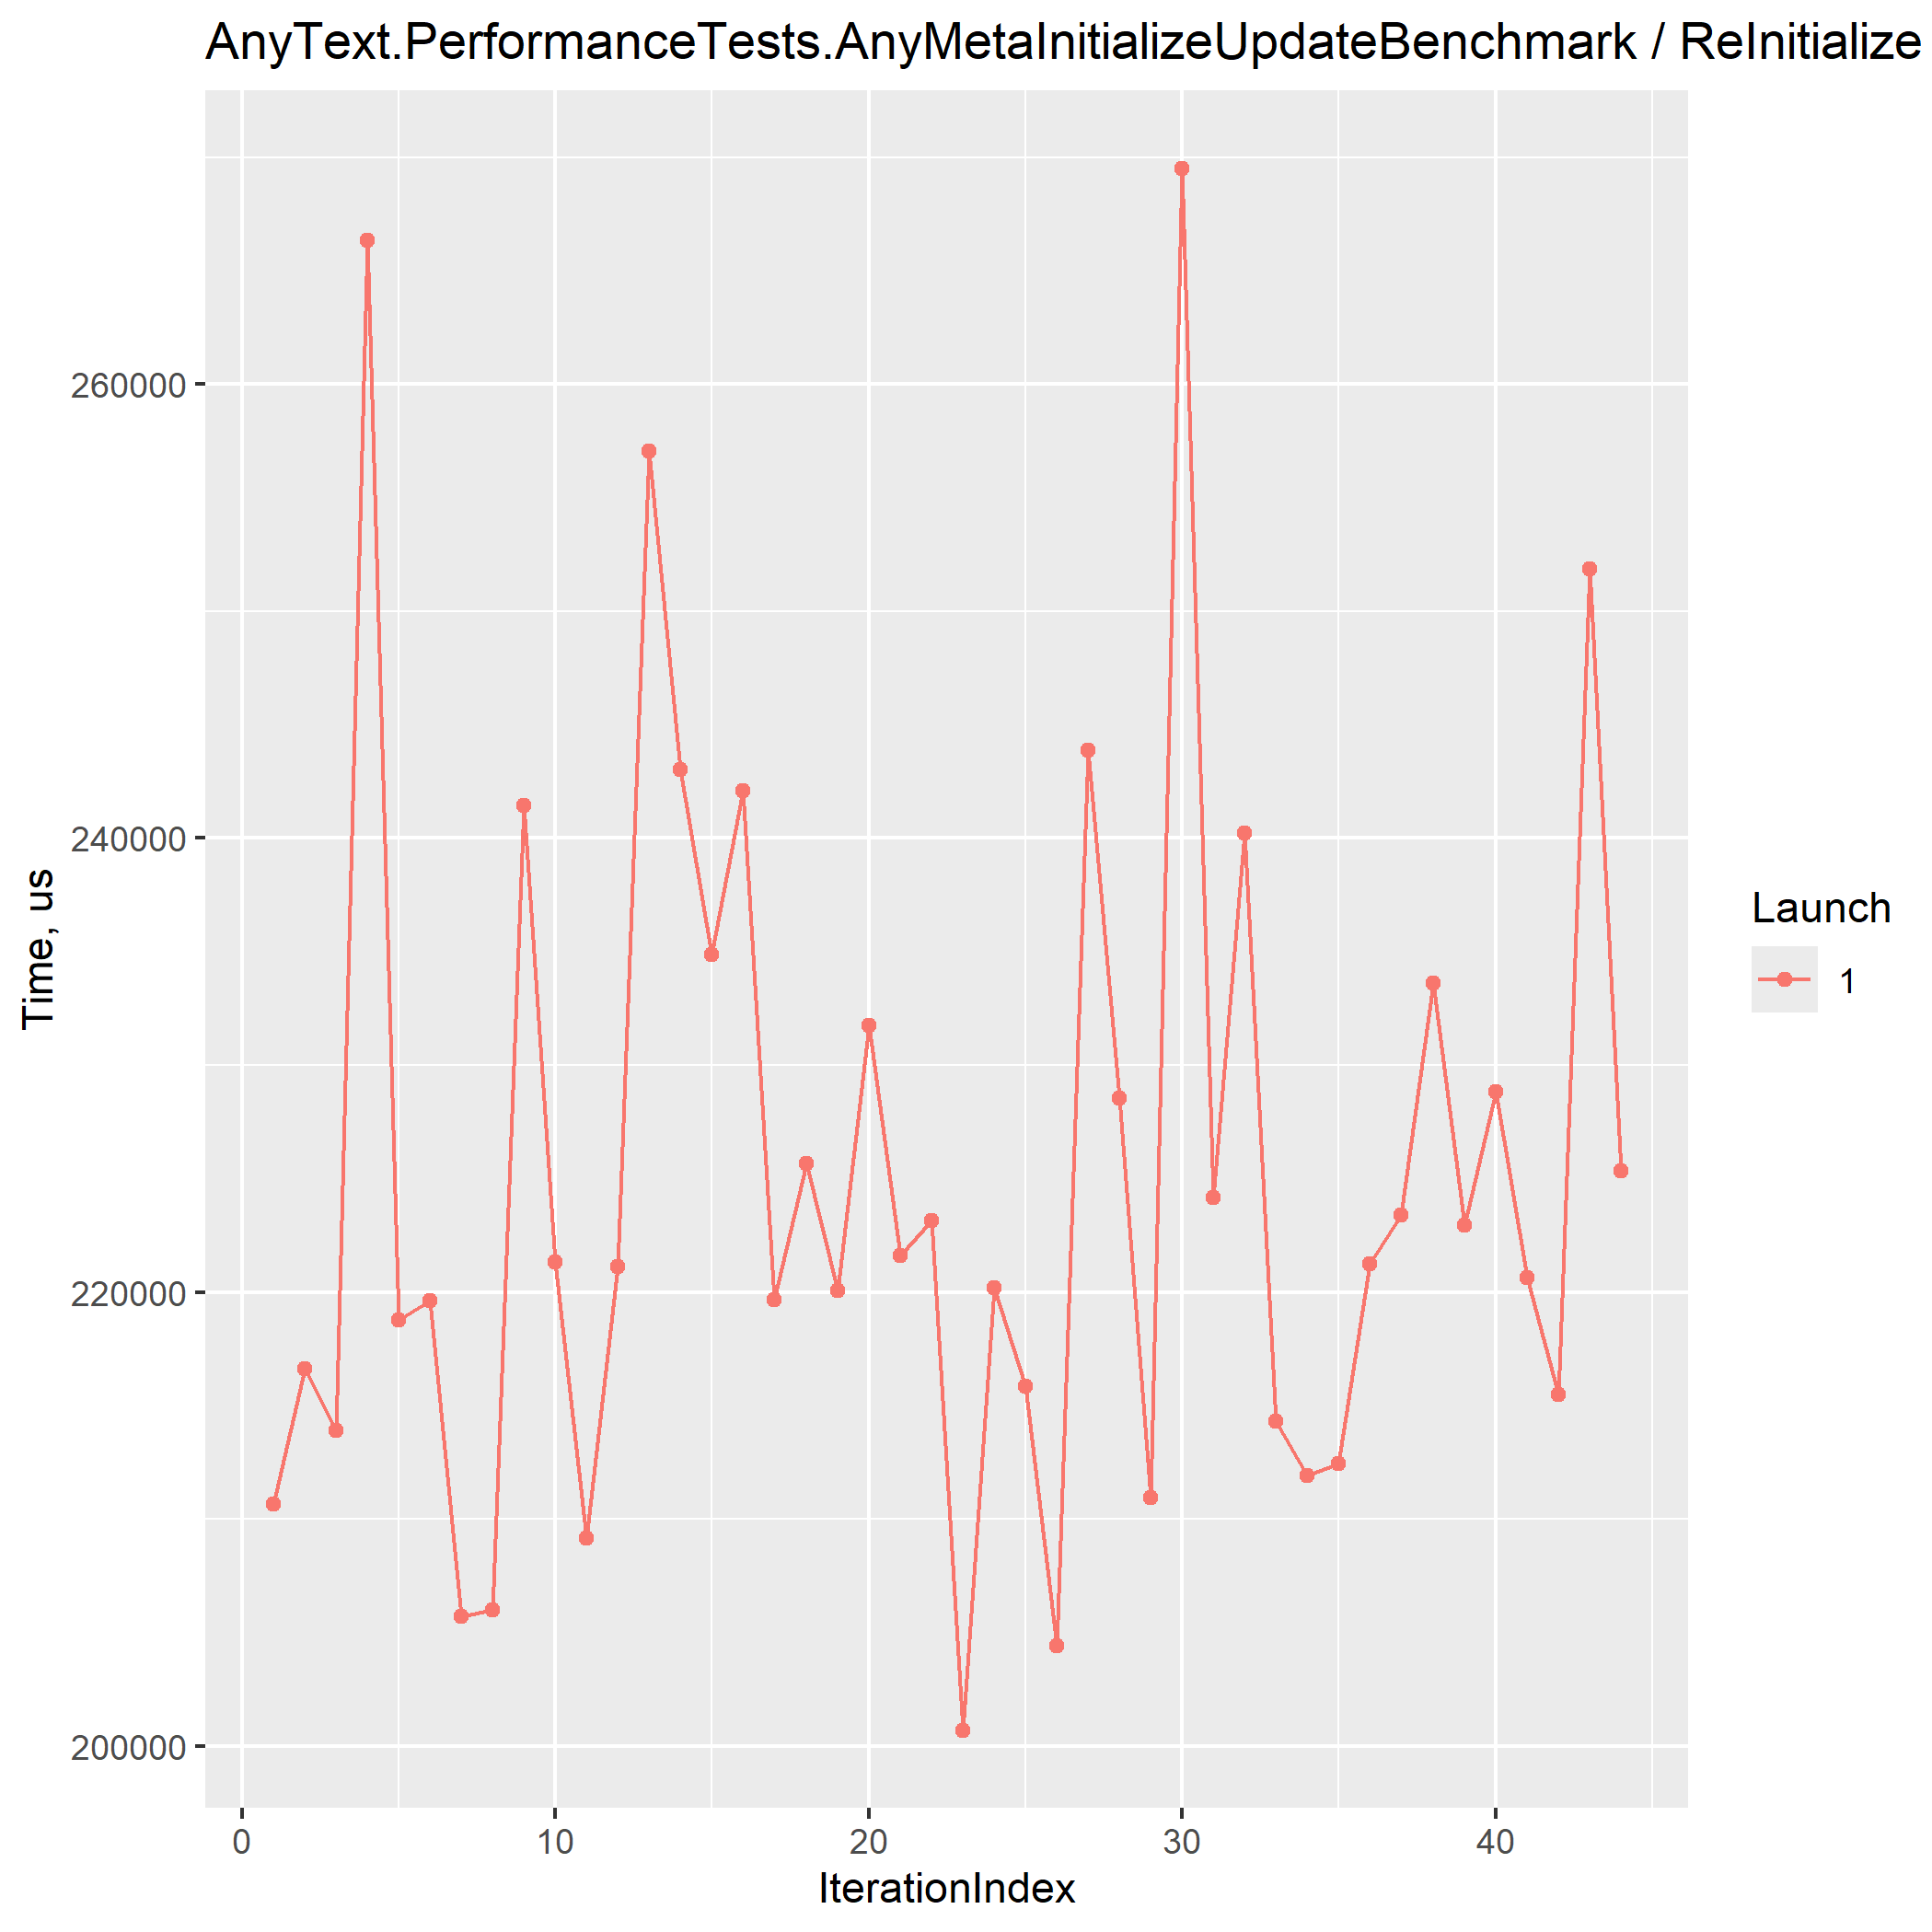 AnyText.PerformanceTests.AnyMetaInitializeUpdateBenchmark / ReInitialize
260000
240000
220000
200000
Time, us
0 10 20 30 40
IterationIndex
Launch
1